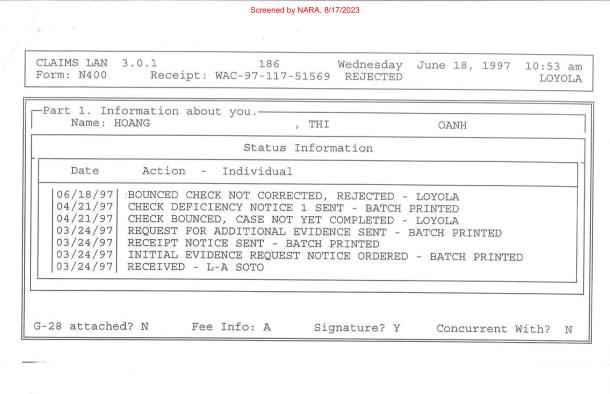 Screened by NARA, 8/17/2023
CLAIMS LAN 3.0.1 186 Wednesday June 18, 1997 10:53 am
Form: N400 Receipt: WAC-97-117-51569 REJECTED LOYOLA
Part 1. Information about you.
Name: HOANG , THI OANH
Status Information
Date Action - Individual
06/18/97 BOUNCED CHECK NOT CORRECTED, REJECTED - LOYOLA
04/21/97 CHECK DEFICIENCY NOTICE 1 SENT - BATCH PRINTED
04/21/97 CHECK BOUNCED, CASE NOT YET COMPLETED - LOYOLA
03/24/97 REQUEST FOR ADDITIONAL EVIDENCE SENT - BATCH PRINTED
03/24/97 RECEIPT NOTICE SENT - BATCH PRINTED
03/24/97 INITIAL EVIDENCE REQUEST NOTICE ORDERED - BATCH PRINTED
03/24/97 RECEIVED - L-A SOTO
G-28 attached? N Fee Info: A Signature? Y Concurrent With? N